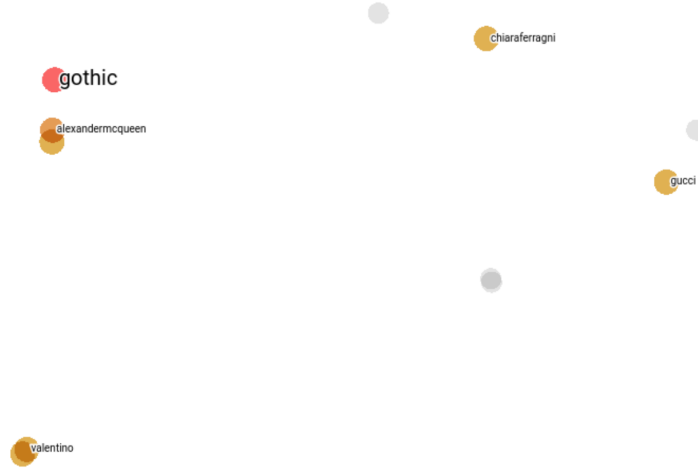 chiaraferragni
gothic
alexandermcqueen
gucci
valentino